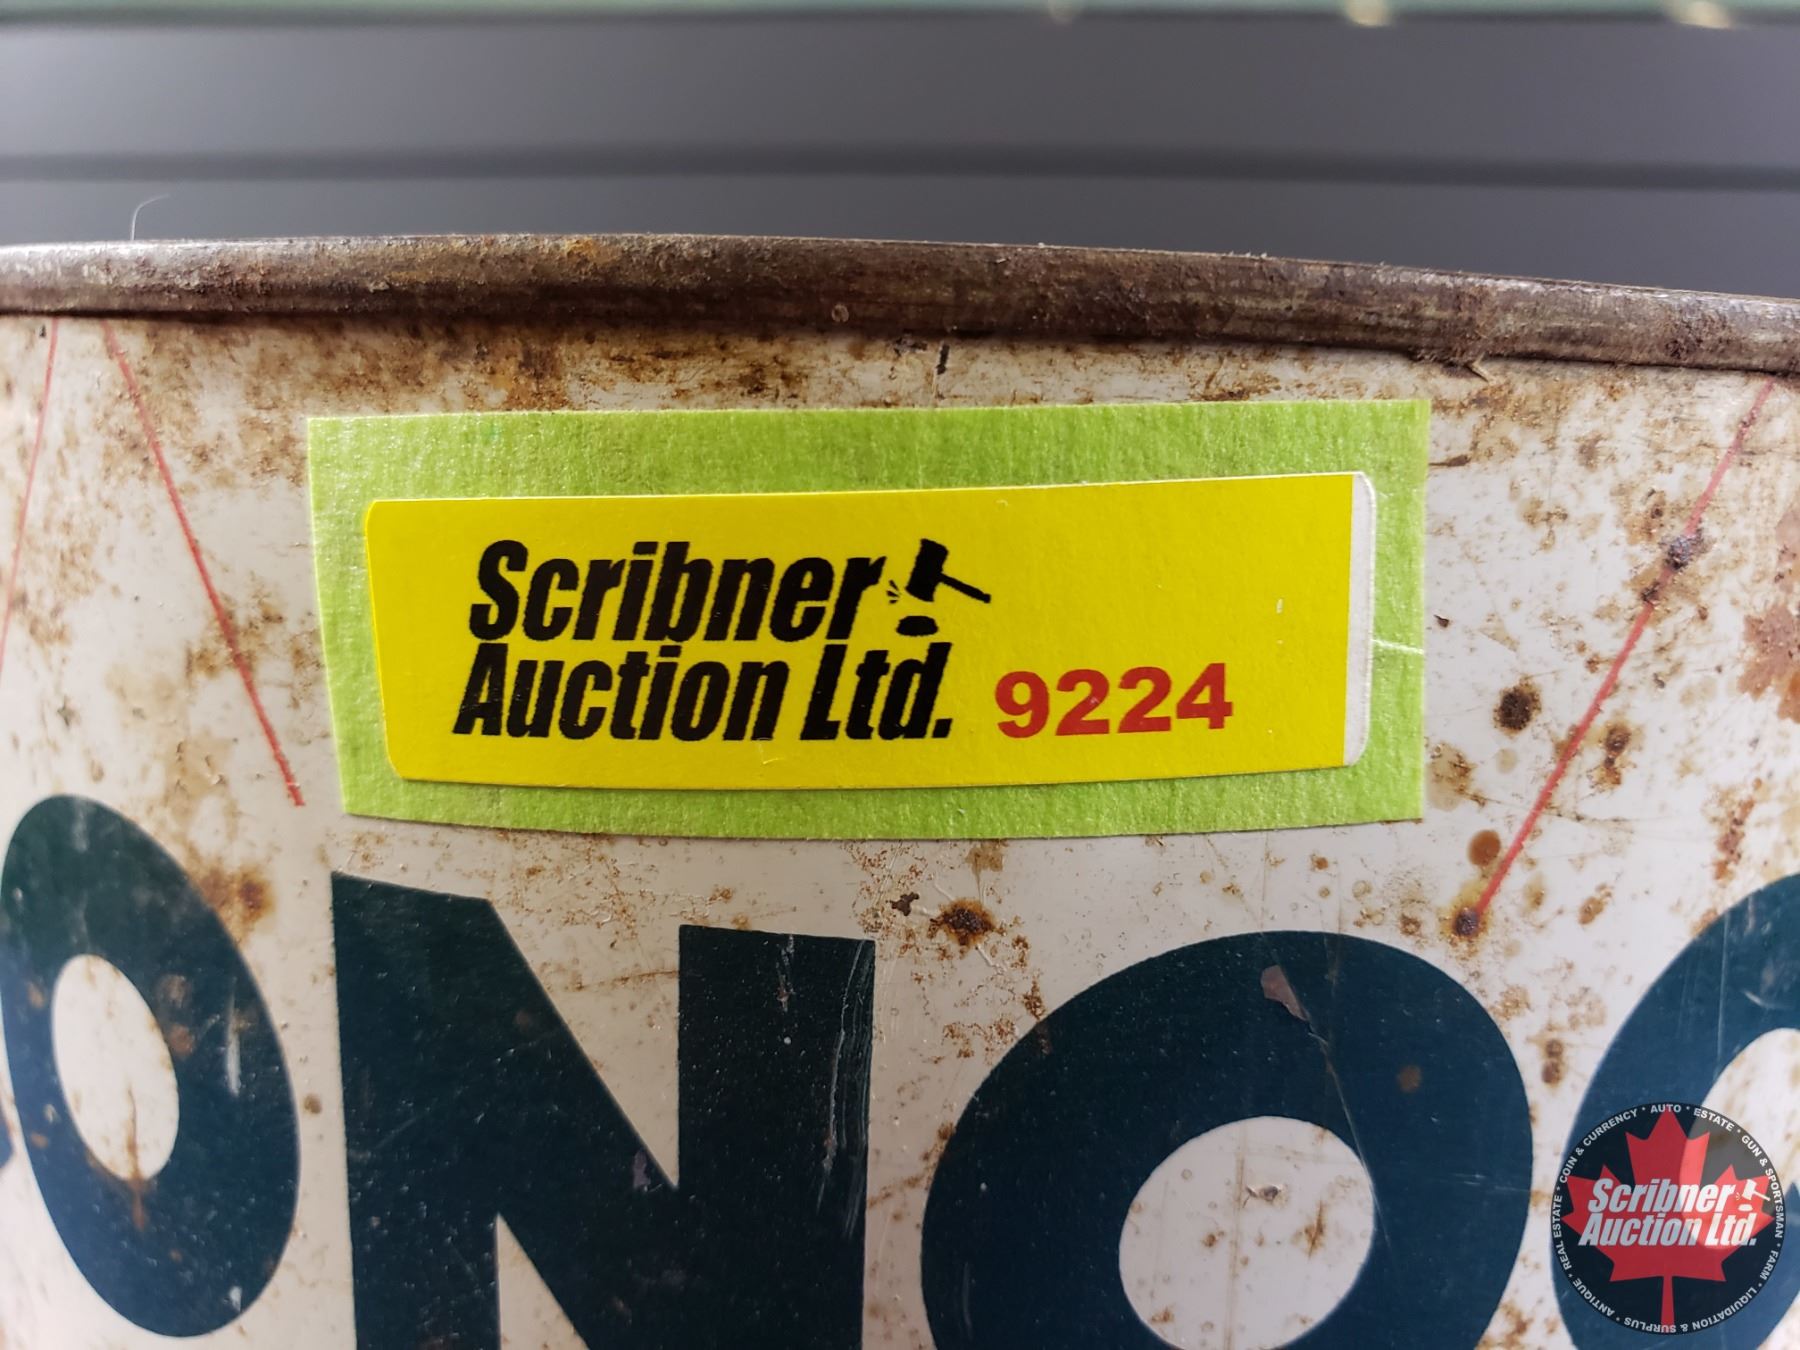 Scribner
Auction Ltd. 9224
ONOC
COIN & CURRENCY * AUTO * ESTATE * GUN & SPORTSMAN * FARM * LIQUIDATION & SURPLUS * ANTIQUE * REAL ESTATE *
Scribner
Auction Ltd.